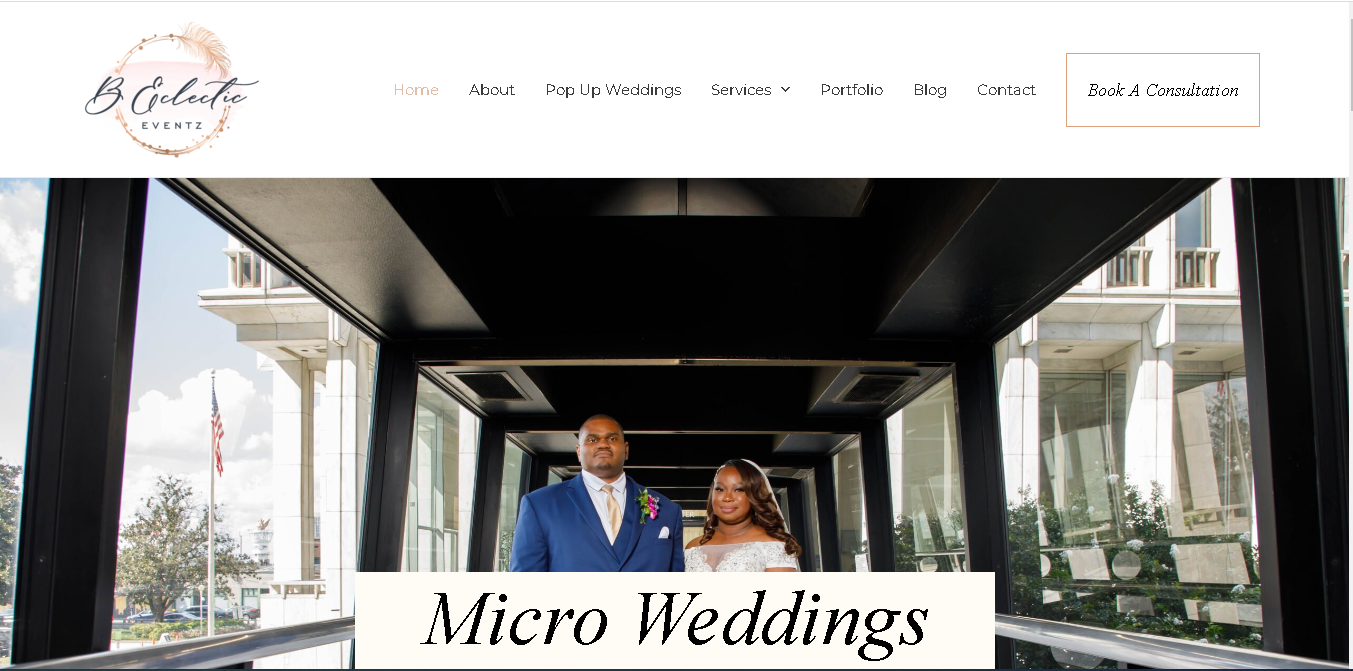 B Eclectic
EVENTZ
Home About Pop Up Weddings Services Portfolio Blog Contact Book A Consultation
Micro Weddings